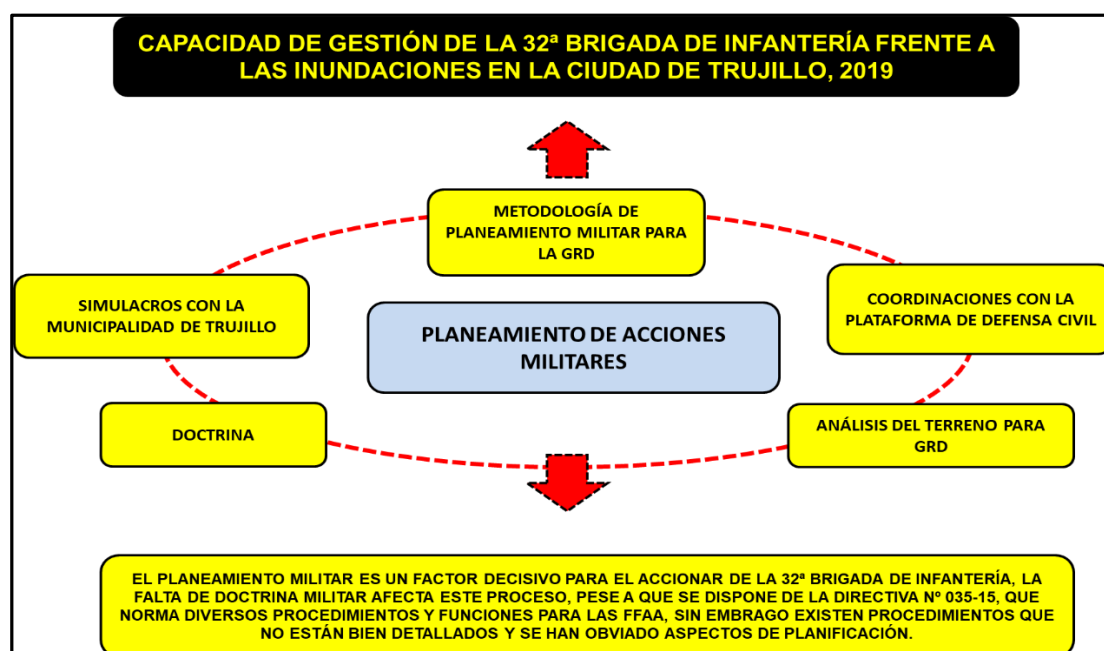 CAPACIDAD DE GESTIÓN DE LA 32ª BRIGADA DE INFANTERÍA FRENTE A
LAS INUNDACIONES EN LA CIUDAD DE TRUJILLO, 2019
METODOLOGÍA DE
PLANEAMIENTO MILITAR PARA
LA GRD
SIMULACROS CON LA
MUNICIPALIDAD DE TRUJILLO
COORDINACIONES CON LA
PLATAFORMA DE DEFENSA CIVIL
PLANEAMIENTO DE ACCIONES
MILITARES
DOCTRINA
ANÁLISIS DEL TERRENO PARA
GRD
EL PLANEAMIENTO MILITAR ES UN FACTOR DECISIVO PARA EL ACCIONAR DE LA 32ª BRIGADA DE INFANTERÍA, LA
FALTA DE DOCTRINA MILITAR AFECTA ESTE PROCESO, PESE A QUE SE DISPONE DE LA DIRECTIVA Nº 035-15, QUE
NORMA DIVERSOS PROCEDIMIENTOS Y FUNCIONES PARA LAS FFAA, SIN EMBRAGO EXISTEN PROCEDIMIENTOS QUE
NO ESTÁN BIEN DETALLADOS Y SE HAN OBVIADO ASPECTOS DE PLANIFICACIÓN.